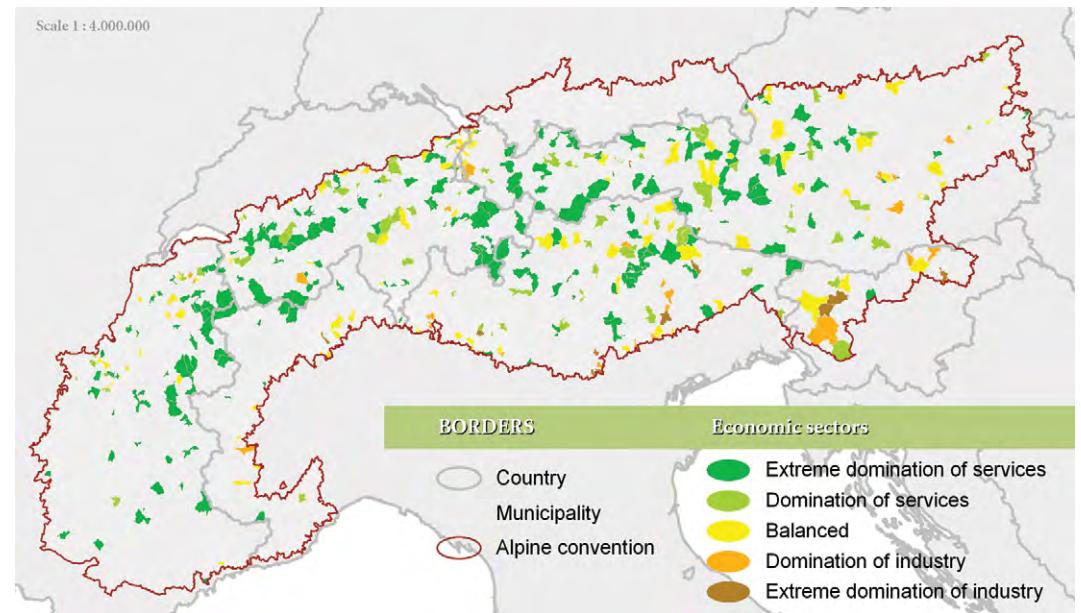 Scale 1 : 4.000.000
BORDERS
Country
Municipality
Alpine convention
Economic sectors
Extreme domination of services
Domination of services
Balanced
Domination of industry
Extreme domination of industry